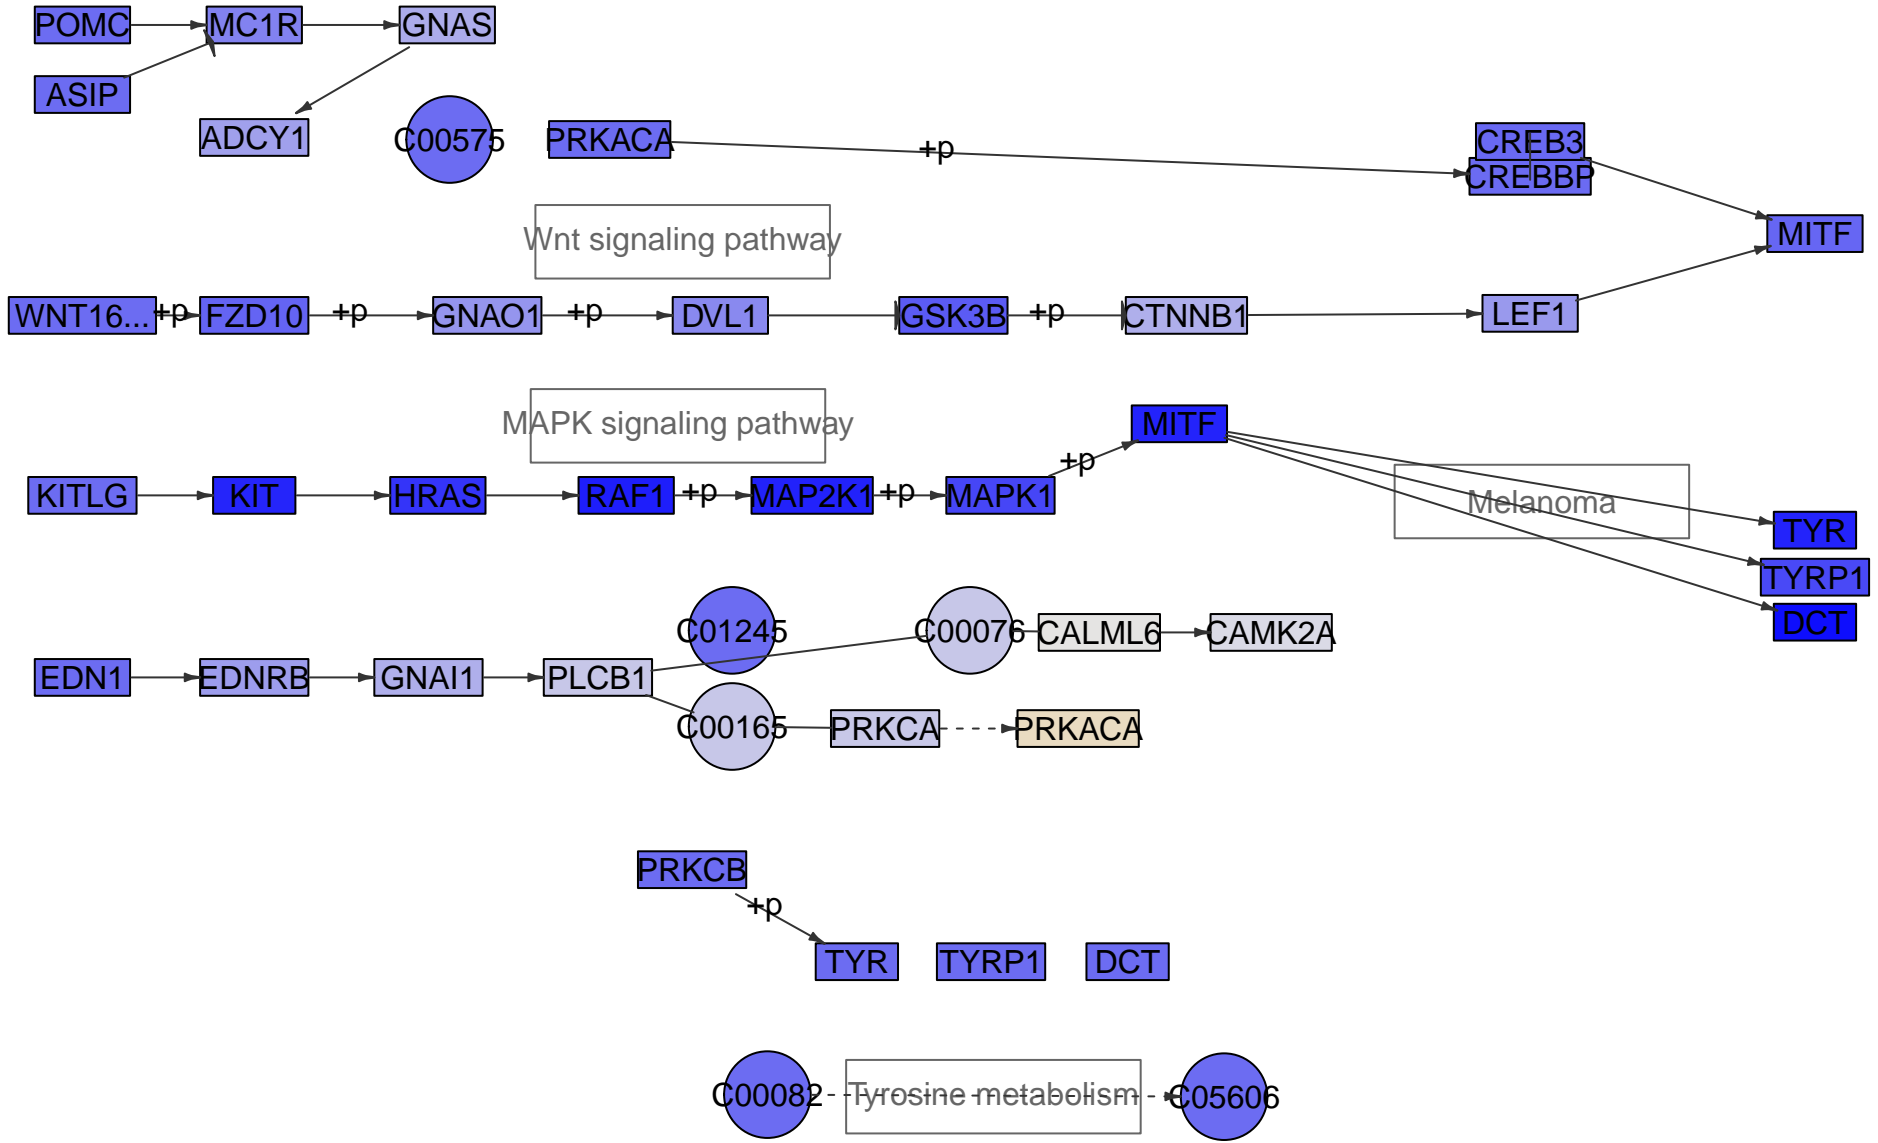 POMC
MC1R
GNAS
ASIP
ADCY1
C00575
PRKACA
+p
CREB3
CREBBP
Wnt signaling pathway
MITF
WNT16...
+p
FZD10
+p
GNAO1
+p
DVL1
GSK3B
+p
CTNNB1
LEF1
MAPK signaling pathway
MITF
+p
KITLG
KIT
HRAS
RAF1
+p
MAP2K1
+p
MAPK1
Melanoma
TYR
TYRP1
DCT
C01245
C00076
CALML6
CAMK2A
EDN1
EDNRB
GNAI1
PLCB1
C00165
PRKCA
PRKACA
PRKCB
+p
TYR
TYRP1
DCT
C00082
Tyrosine metabolism
C05606